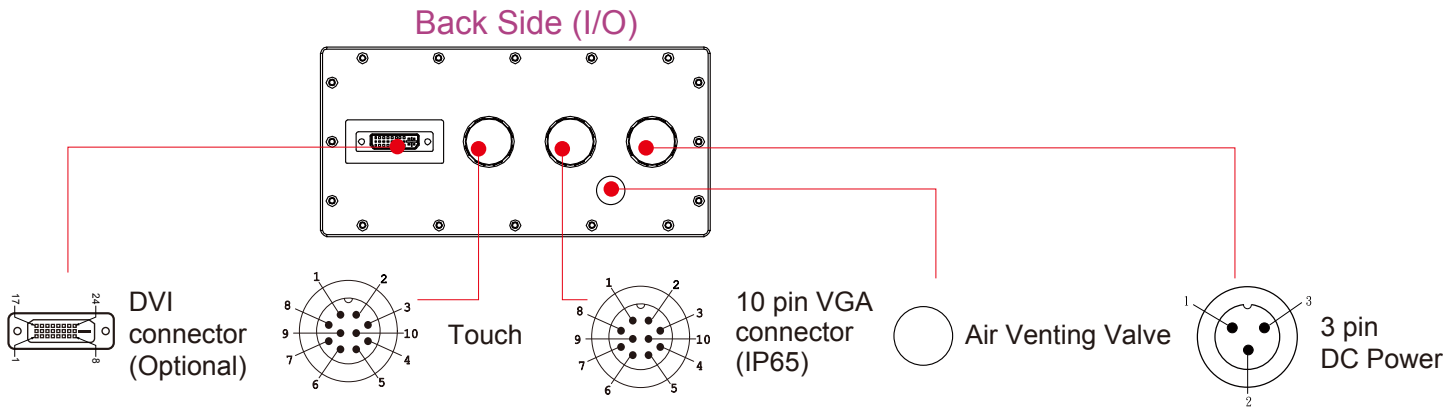 Back Side (I/O)
17
24
1
8
DVI
connector
(Optional)
1
2
8
3
9
10
7
4
6
5
Touch
1
2
8
3
9
10
7
4
6
5
10 pin VGA
connector
(IP65)
Air Venting Valve
1
3
2
3 pin
DC Power